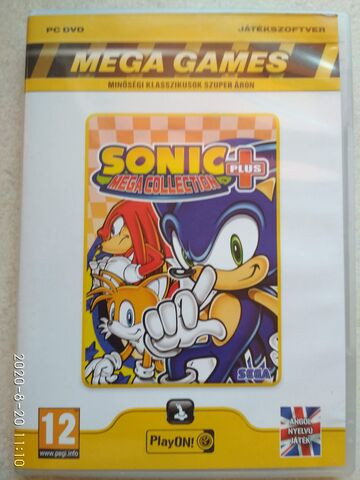 PC DVD
JÁTÉKSZOFTVER
MEGA GAMES
MINŐSÉGI KLASSZIKUSOK SZUPER ÁRON
SONIC
MEGA COLLECTION
PLUS
SEGA
12
www.pegi.info
PlayON!
ANGOL
NYELVŰ
JÁTÉK
2020-8-20 11:10